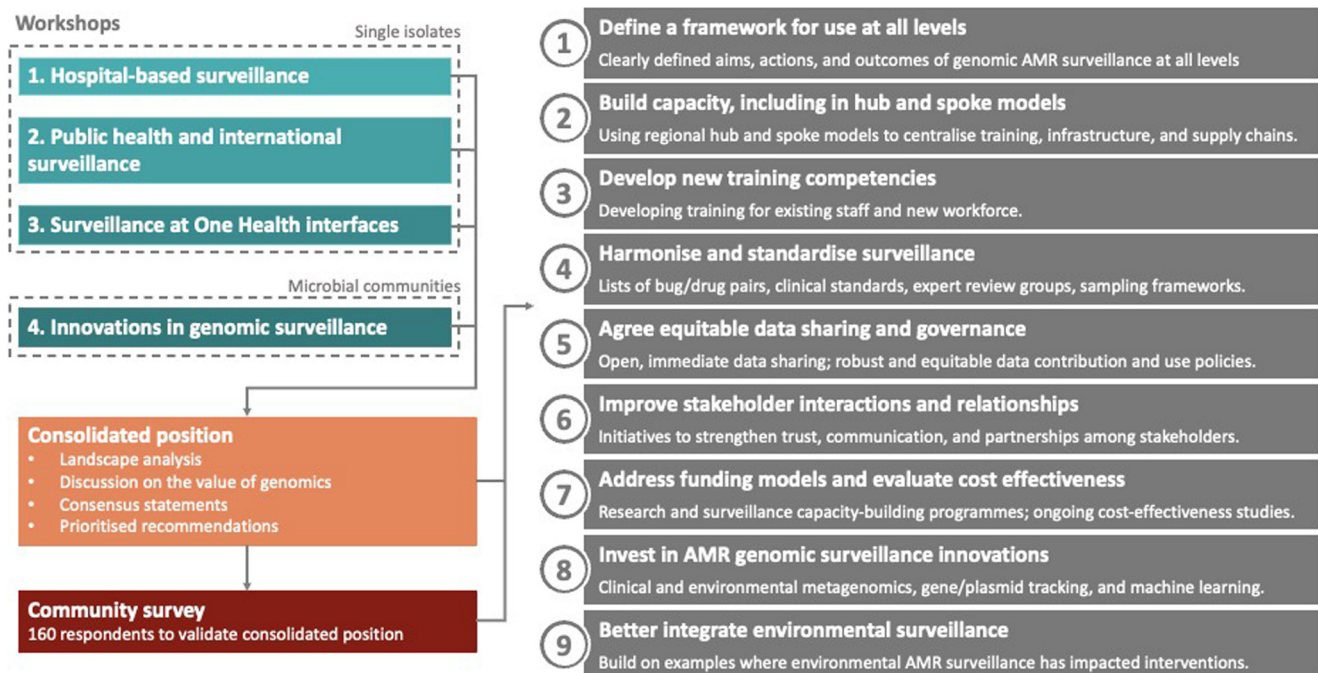 Workshops
Single isolates
1. Hospital-based surveillance
2. Public health and international
surveillance
3. Surveillance at One Health interfaces
Microbial communities
4. Innovations in genomic surveillance
Consolidated position
• Landscape analysis
• Discussion on the value of genomics
• Consensus statements
• Prioritised recommendations
Community survey
160 respondents to validate consolidated position
1
Define a framework for use at all levels
Clearly defined aims, actions, and outcomes of genomic AMR surveillance at all levels
2
Build capacity, including in hub and spoke models
Using regional hub and spoke models to centralise training, infrastructure, and supply chains.
3
Develop new training competencies
Developing training for existing staff and new workforce.
4
Harmonise and standardise surveillance
Lists of bug/drug pairs, clinical standards, expert review groups, sampling frameworks.
5
Agree equitable data sharing and governance
Open, immediate data sharing; robust and equitable data contribution and use policies.
6
Improve stakeholder interactions and relationships
Initiatives to strengthen trust, communication, and partnerships among stakeholders.
7
Address funding models and evaluate cost effectiveness
Research and surveillance capacity-building programmes; ongoing cost-effectiveness studies.
8
Invest in AMR genomic surveillance innovations
Clinical and environmental metagenomics, gene/plasmid tracking, and machine learning.
9
Better integrate environmental surveillance
Build on examples where environmental AMR surveillance has impacted interventions.